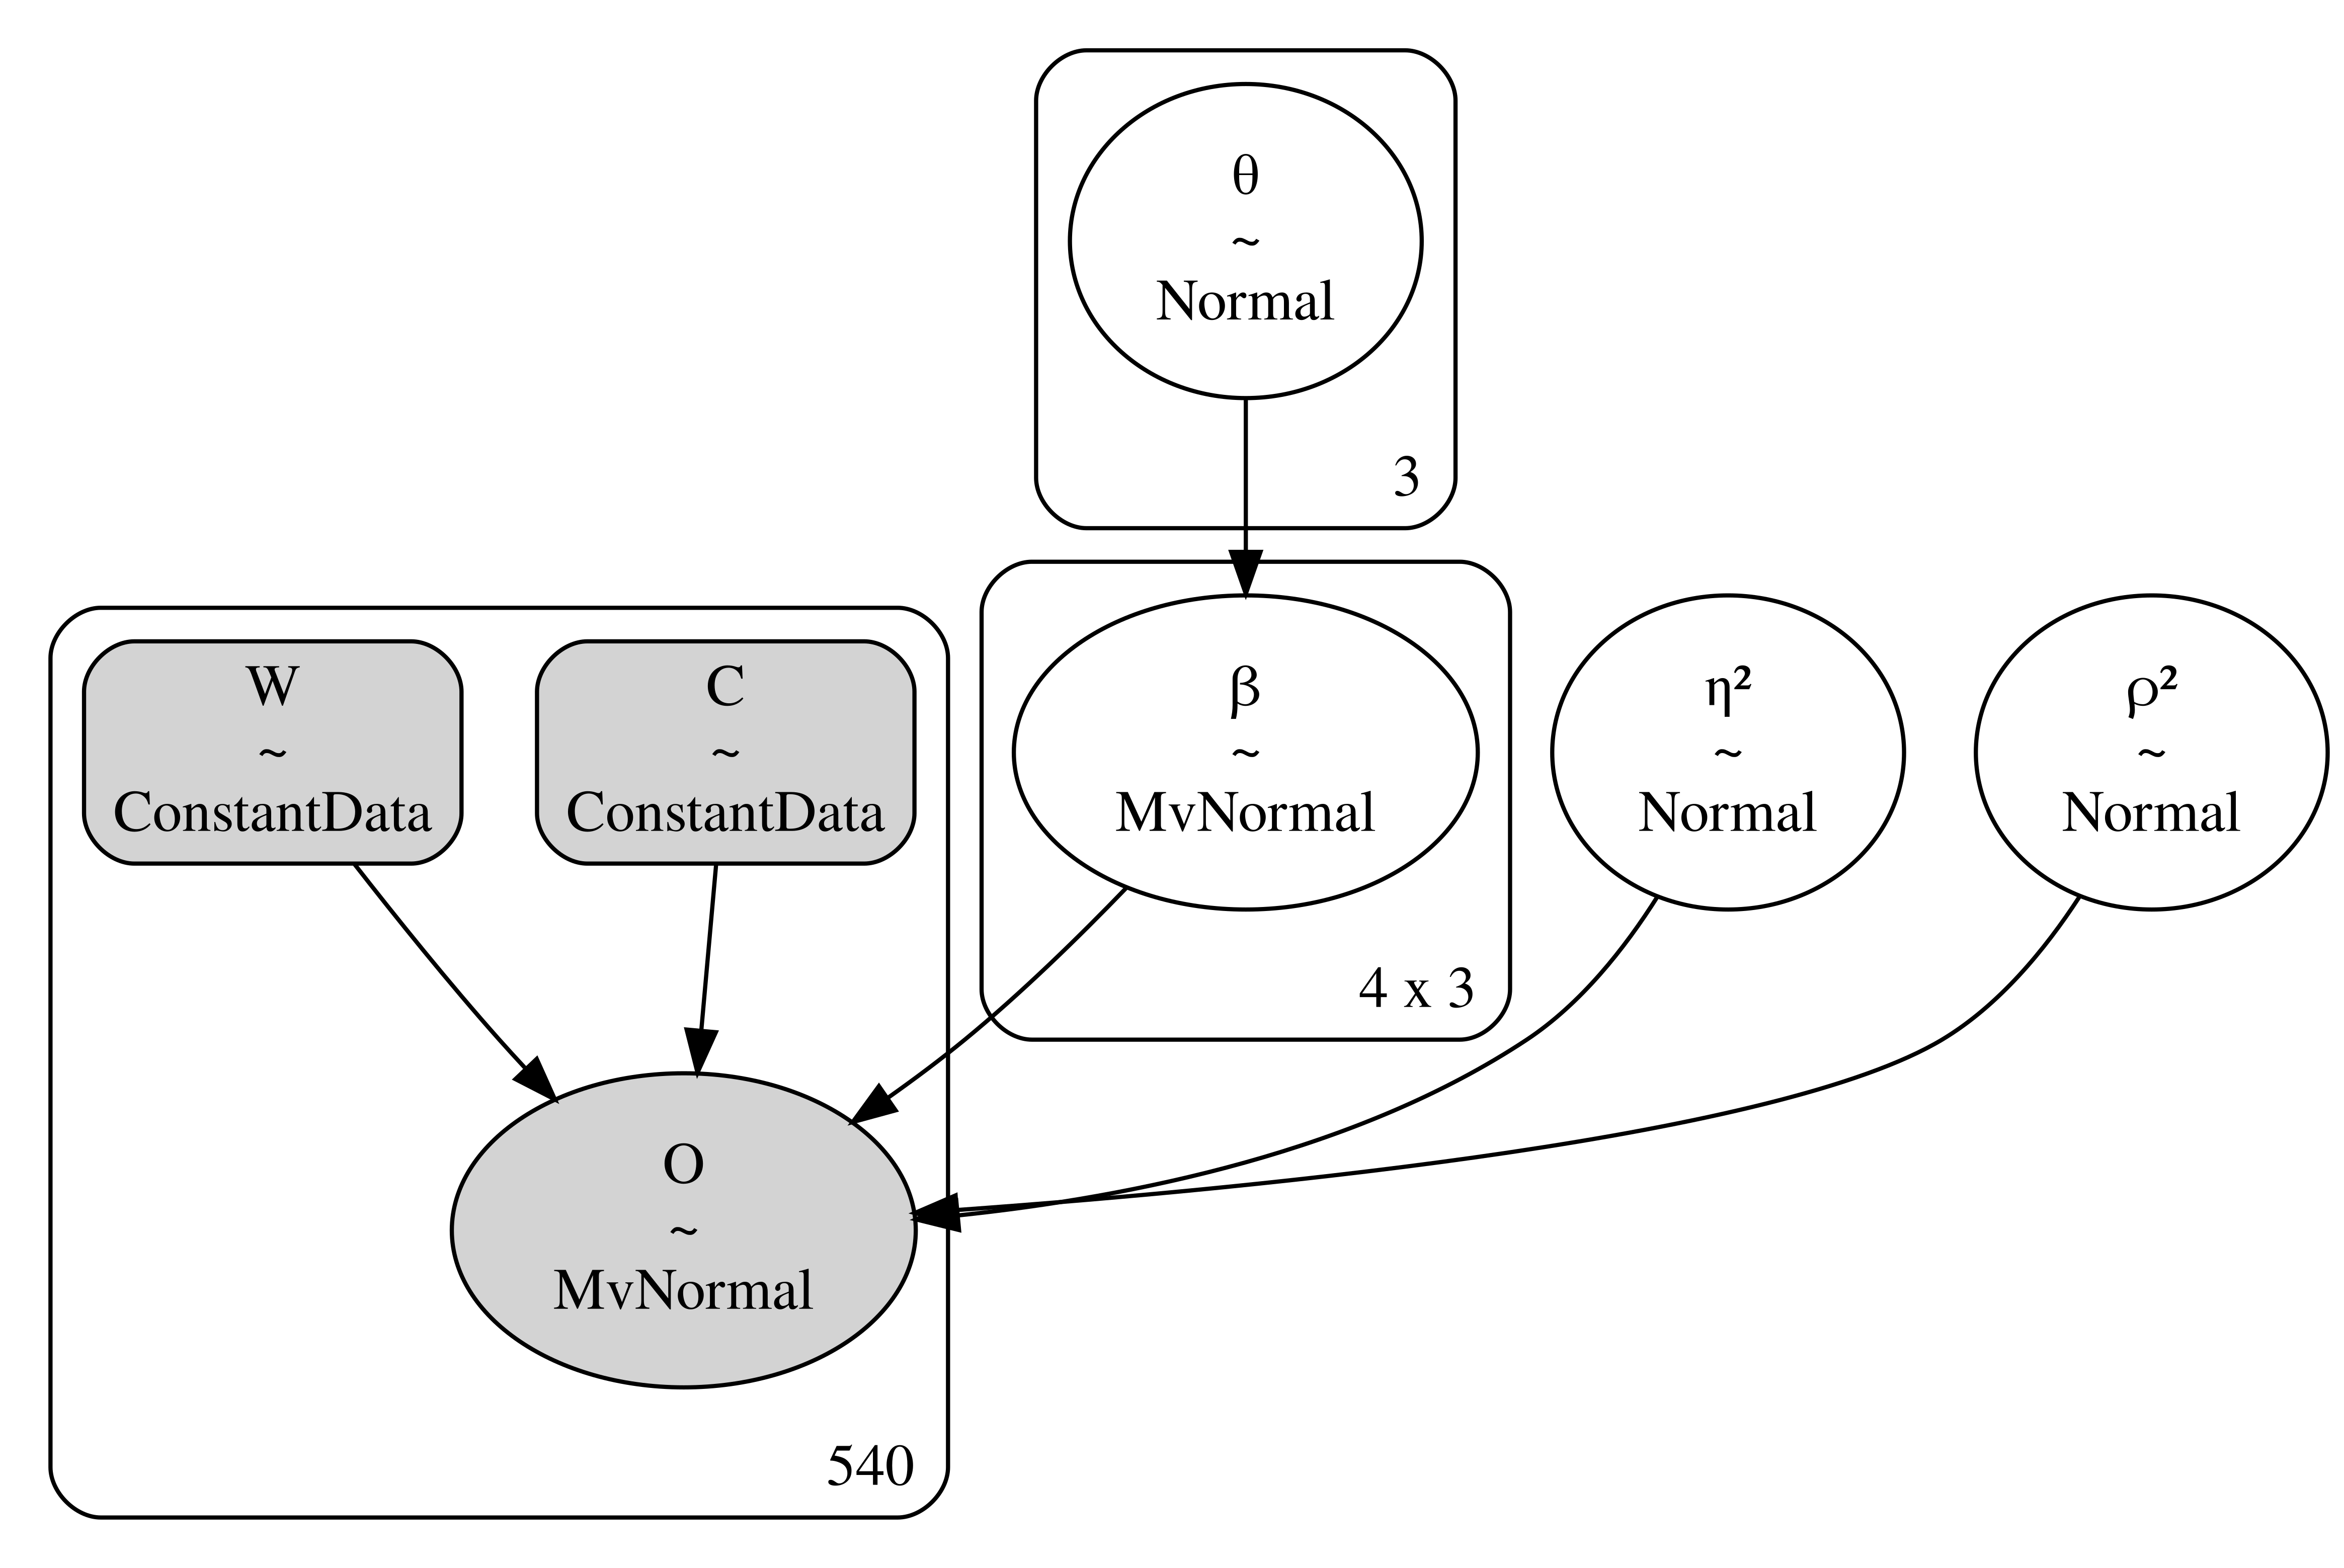 θ
~
Normal
3
W
~
ConstantData
C
~
ConstantData
β
~
MvNormal
4 x 3
η²
~
Normal
ρ²
~
Normal
O
~
MvNormal
540